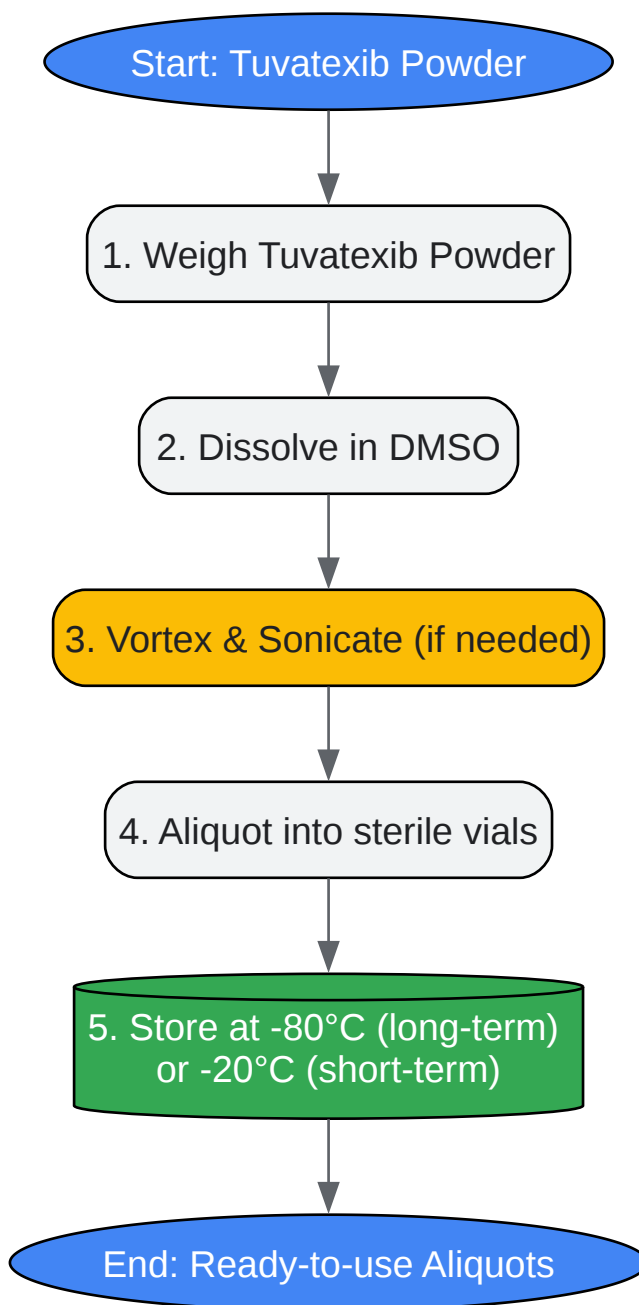 Start: Tuvatexib Powder
1. Weigh Tuvatexib Powder
2. Dissolve in DMSO
3. Vortex & Sonicate (if needed)
4. Aliquot into sterile vials
5. Store at -80°C (long-term)
or -20°C (short-term)
End: Ready-to-use Aliquots